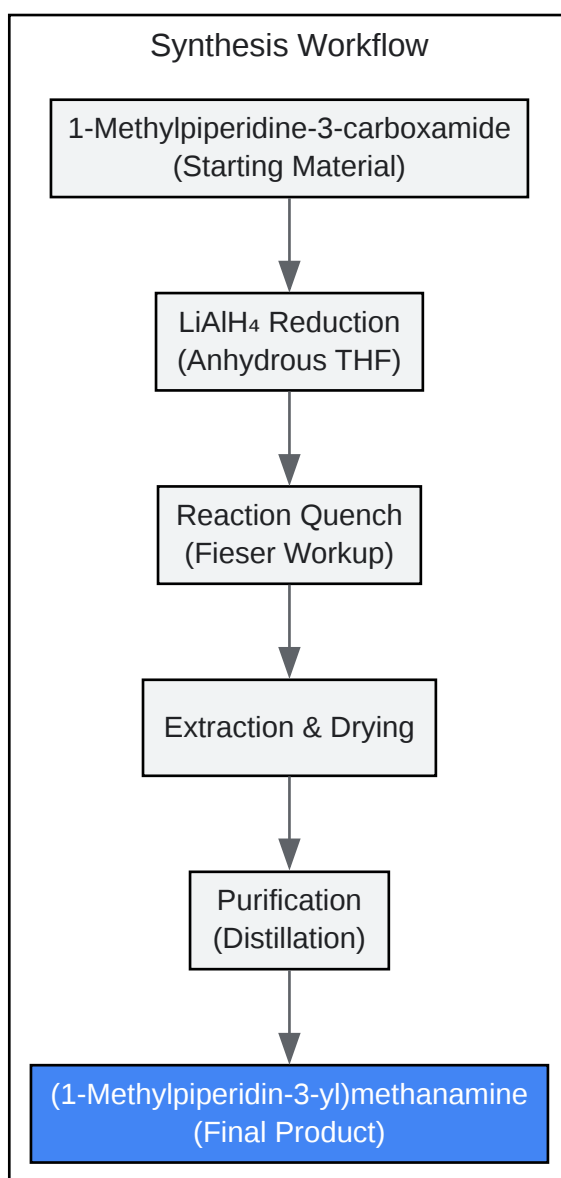 Synthesis Workflow
1-Methylpiperidine-3-carboxamide
(Starting Material)
LiAlH₄ Reduction
(Anhydrous THF)
Reaction Quench
(Fieser Workup)
Extraction & Drying
Purification
(Distillation)
(1-Methylpiperidin-3-yl)methanamine
(Final Product)